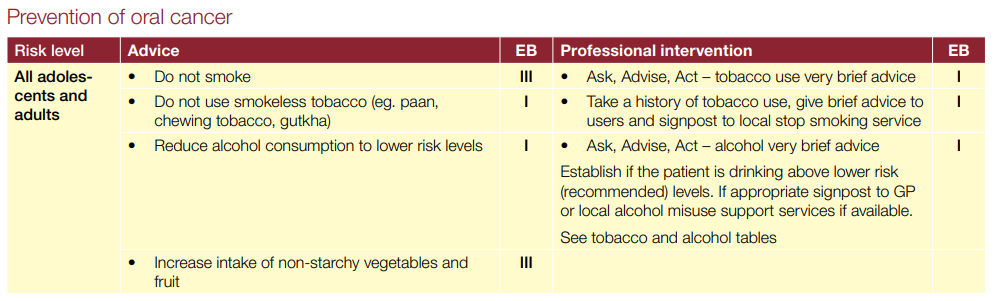 Prevention of oral cancer
Risk level Advice EB Professional intervention EB
All adoles-
cents and
adults
• Do not smoke III
• Ask, Advise, Act – tobacco use very brief advice I
• Do not use smokeless tobacco (eg. paan,
chewing tobacco, gutkha) I
• Take a history of tobacco use, give brief advice to
users and signpost to local stop smoking service I
• Reduce alcohol consumption to lower risk levels I
• Ask, Advise, Act – alcohol very brief advice I
Establish if the patient is drinking above lower risk
(recommended) levels. If appropriate signpost to GP
or local alcohol misuse support services if available.
See tobacco and alcohol tables
• Increase intake of non-starchy vegetables and
fruit III